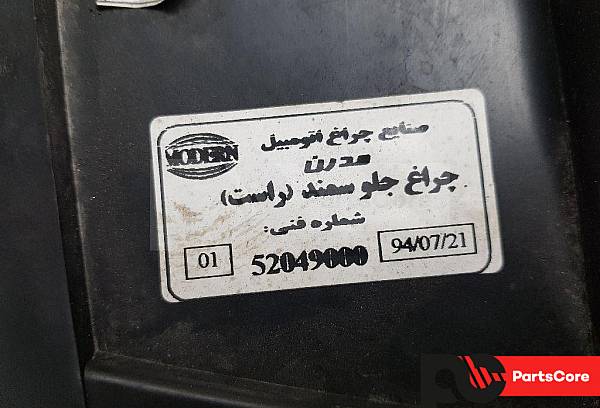 صنایع چراغ اتومبیل
مدرن
MODERN
چراغ جلو سمند (راست)
شماره فنی:
01
52049000
94/07/21
PartsCore